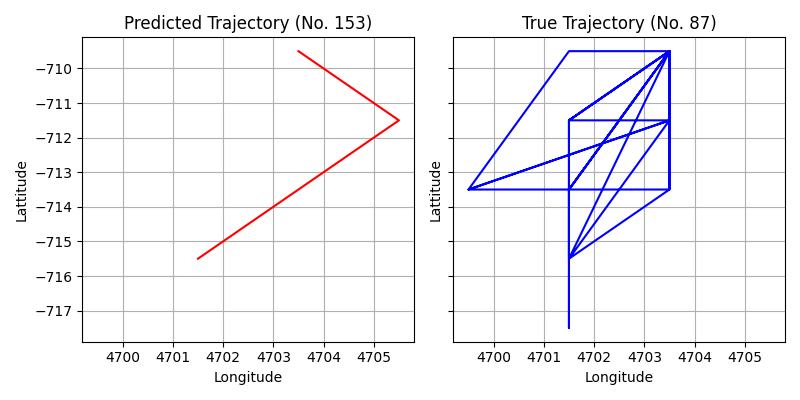 Predicted Trajectory (No. 153)
True Trajectory (No. 87)
Lattitude
−710
−711
−712
−713
−714
−715
−716
−717
4700 4701 4702 4703 4704 4705
Longitude
Lattitude
4700 4701 4702 4703 4704 4705
Longitude